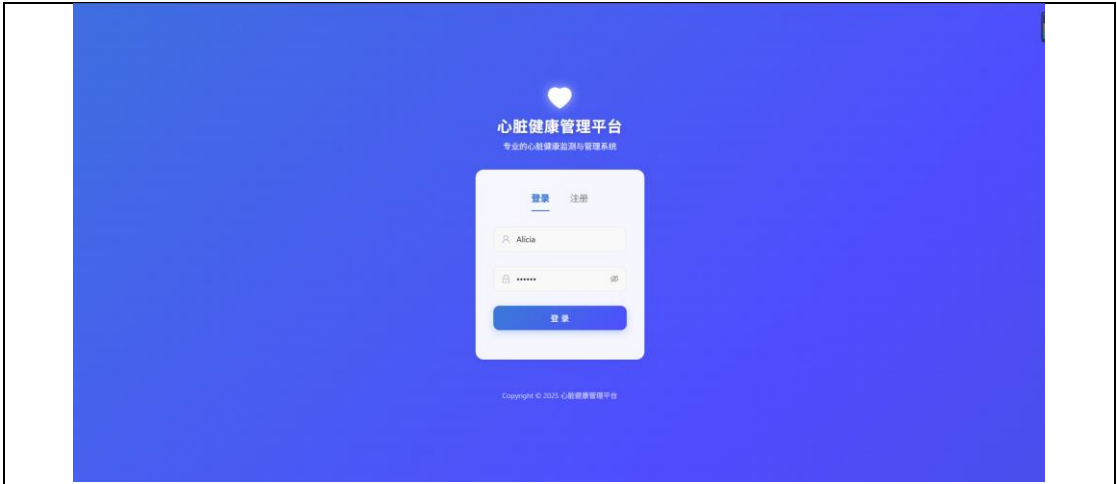 心脏健康管理平台
专业的心脏健康监测与管理系统
登录 注册
Alicia
••••••
登 录
Copyright © 2025 心脏健康管理平台